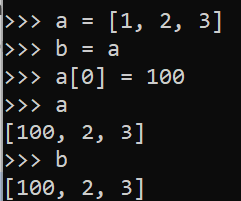 >>> a = [1, 2, 3]
>>> b = a
>>> a[0] = 100
>>> a
[100, 2, 3]
>>> b
[100, 2, 3]